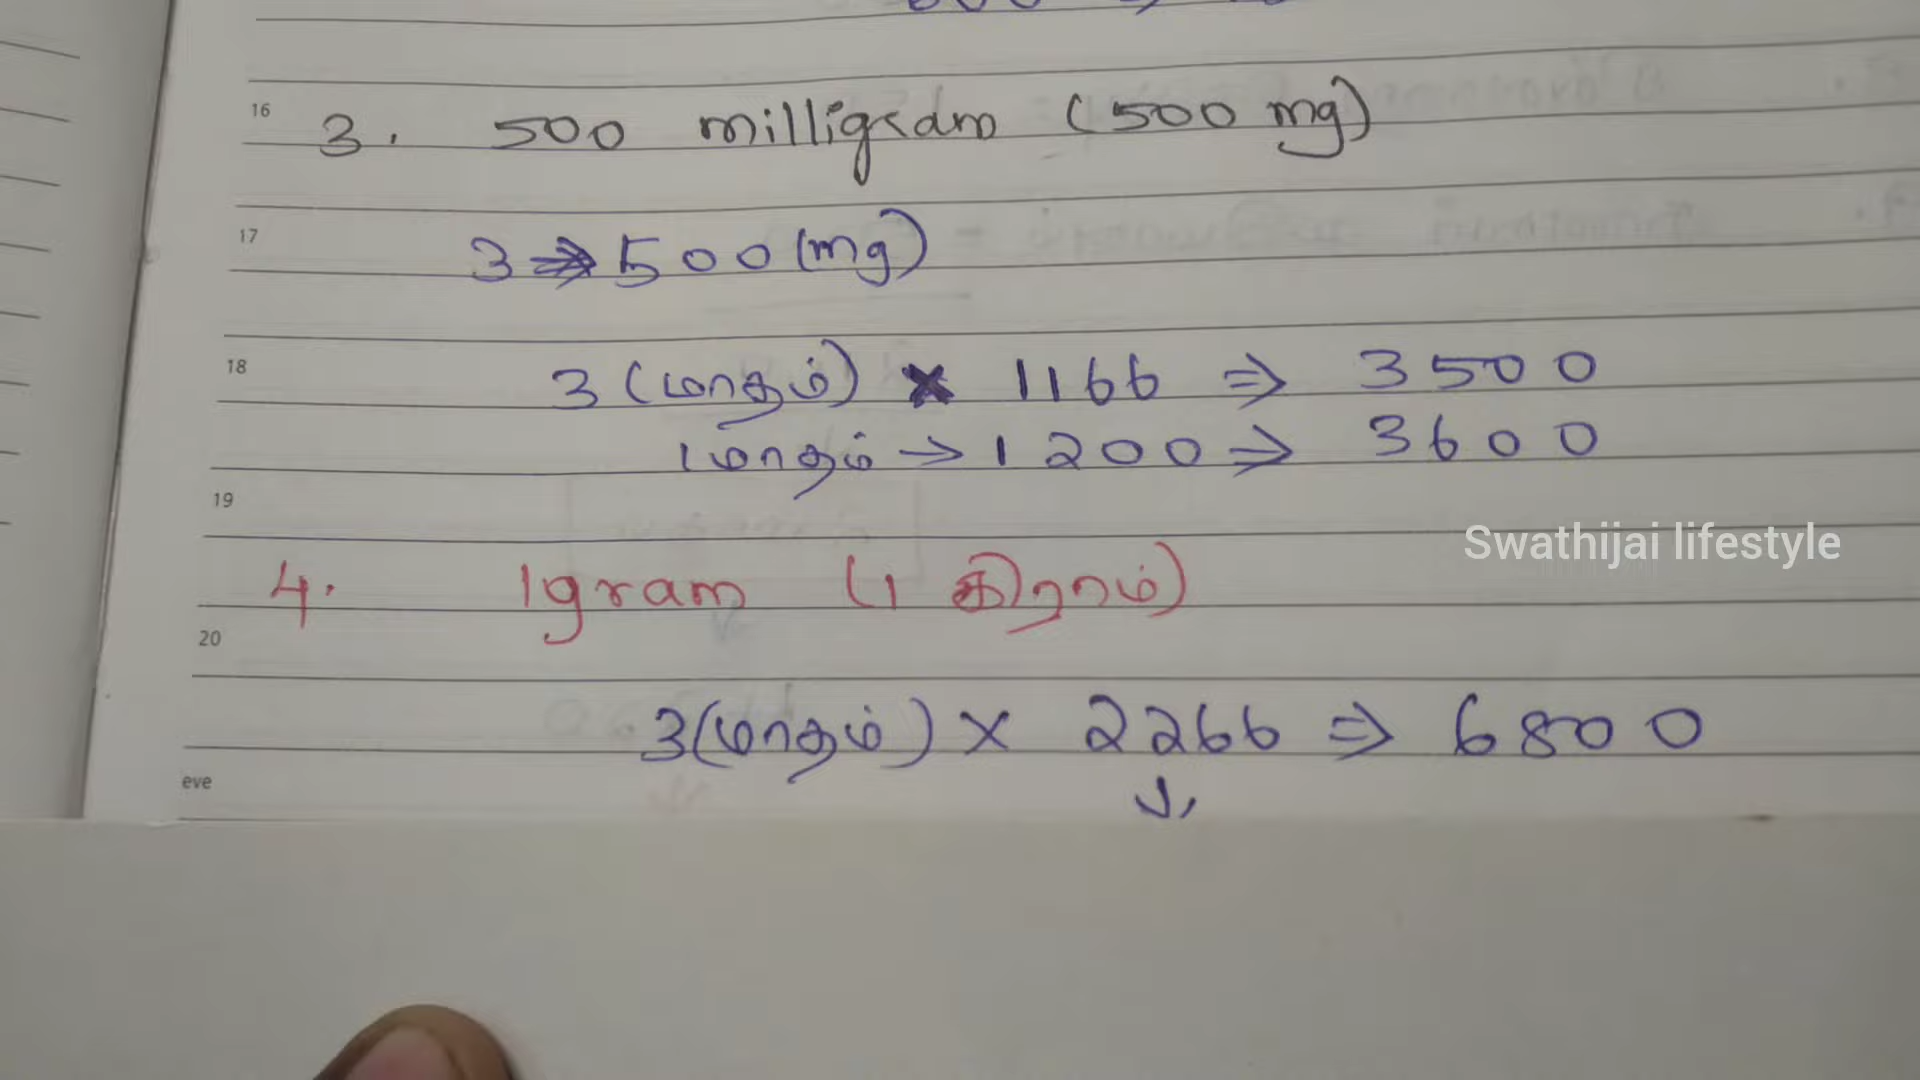 16
3. 500 milligram (500 mg)
17
3 ⇒ 500 (mg)
18
3 (மாதம்) × 1166 ⇒ 3500
1 மாதம் → 1200 ⇒ 3600
19
Swathijai lifestyle
4. 1gram (1 கிராம்)
20
3 (மாதம்) × 2266 ⇒ 6800
eve